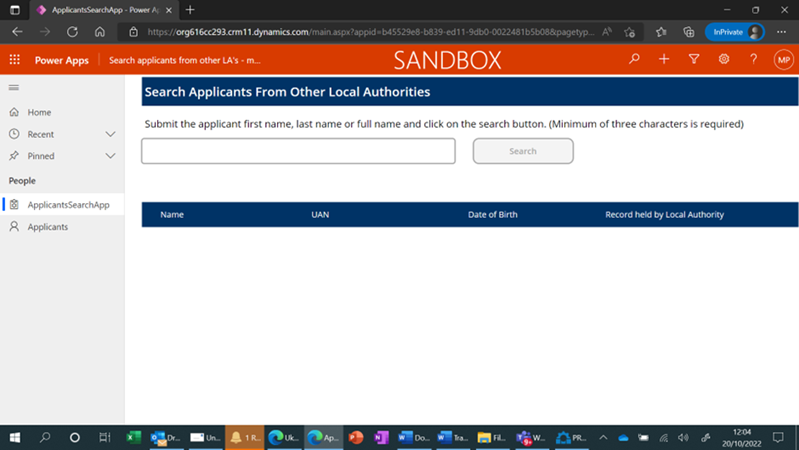 ApplicantsSearchApp - Power Ap
https://org616cc293.crm11.dynamics.com/main.aspx?appid=b45529e8-b839-ed11-9db0-0022481b5b08&pagetyp...
InPrivate
Power Apps
Search applicants from other LA's - m...
SANDBOX
MP
Home
Recent
Pinned
People
ApplicantsSearchApp
Applicants
Search Applicants From Other Local Authorities
Submit the applicant first name, last name or full name and click on the search button. (Minimum of three characters is required)
Search
Name UAN Date of Birth Record held by Local Authority
Dr... Un... 1 R... Uk... Ap... Do... Tra... Fil... W... PR...
12:04
20/10/2022